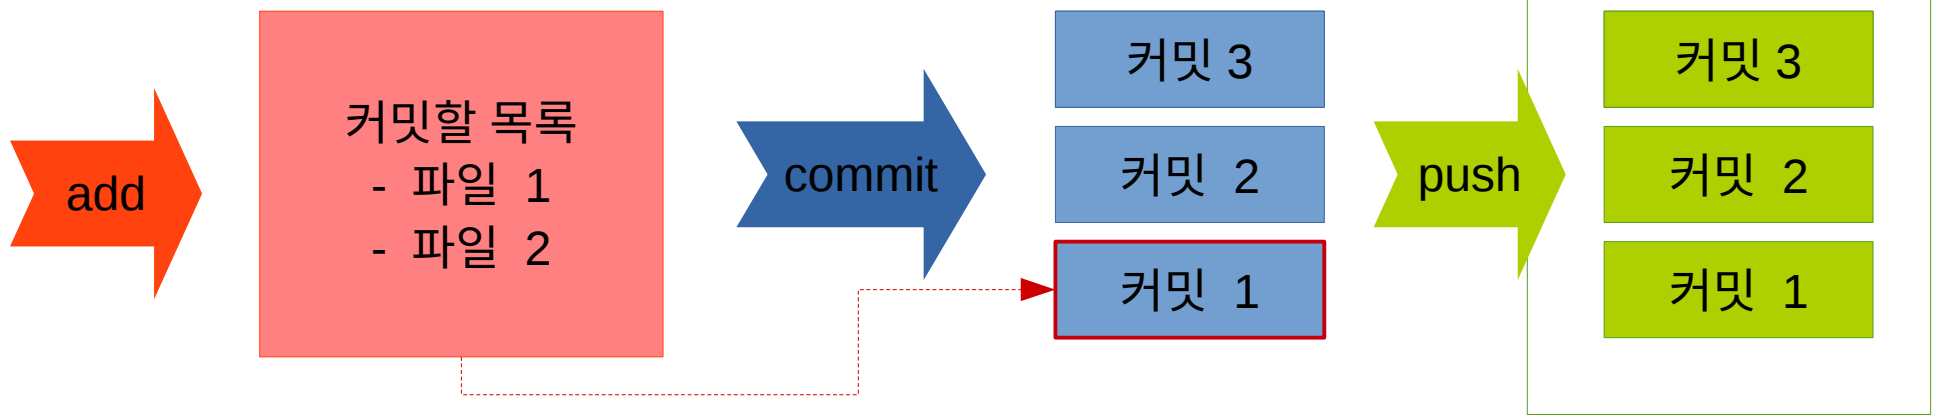 add
커밋할 목록
- 파일 1
- 파일 2
commit
커밋 3
커밋 2
커밋 1
push
커밋 3
커밋 2
커밋 1